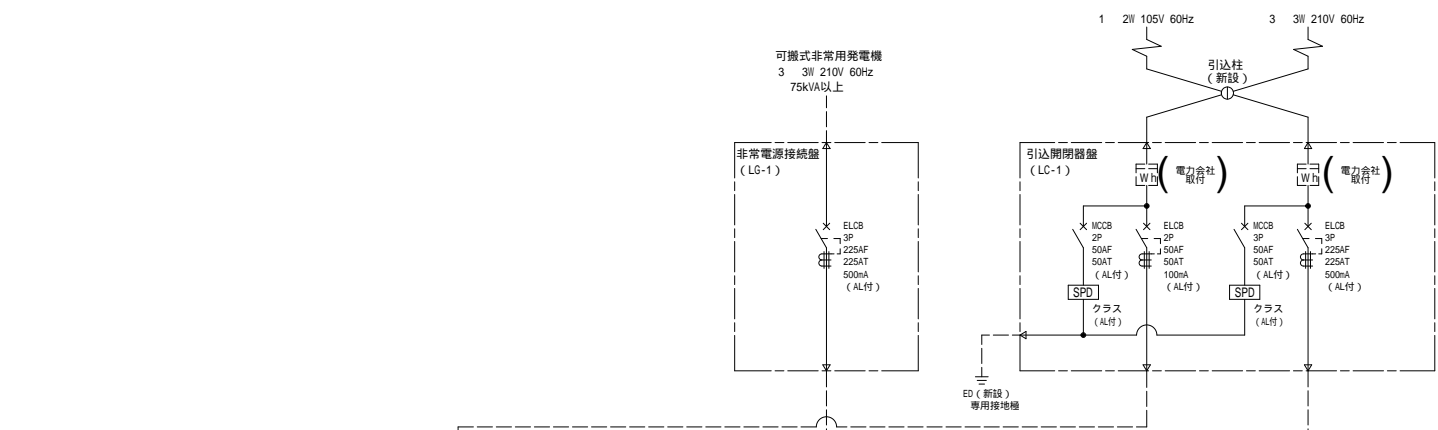 1 2W 105V 60Hz
3 3W 210V 60Hz
可搬式非常用発電機
3 3W 210V 60Hz
75kVA以上
引込柱
（新設）
非常電源接続盤
（LG-1）
ELCB
3P
225AF
225AT
500mA
（AL付）
引込開閉器盤
（LC-1）
Wh
（電力会社
取付）
Wh
（電力会社
取付）
MCCB
2P
50AF
50AT
（AL付）
SPD
クラス
（AL付）
ELCB
2P
50AF
50AT
100mA
（AL付）
MCCB
3P
50AF
50AT
（AL付）
SPD
クラス
（AL付）
ELCB
3P
225AF
225AT
500mA
（AL付）
ED（新設）
専用接地極